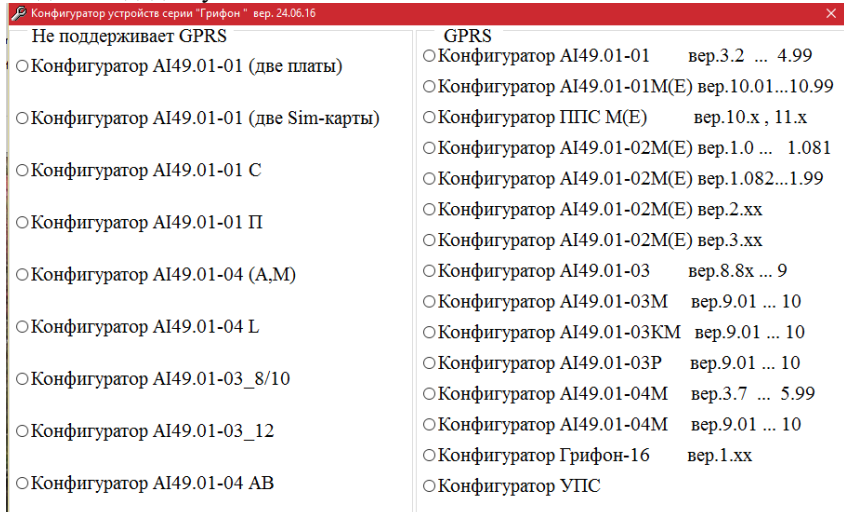 Конфигуратор устройств серии "Грифон " вер. 24.06.16
Не поддерживает GPRS
Конфигуратор AI49.01-01 (две платы)
Конфигуратор AI49.01-01 (две Sim-карты)
Конфигуратор AI49.01-01 С
Конфигуратор AI49.01-01 П
Конфигуратор AI49.01-04 (А,М)
Конфигуратор AI49.01-04 L
Конфигуратор AI49.01-03_8/10
Конфигуратор AI49.01-03_12
Конфигуратор AI49.01-04 АВ
GPRS
Конфигуратор AI49.01-01 вер.3.2 ... 4.99
Конфигуратор AI49.01-01М(Е) вер.10.01...10.99
Конфигуратор ППС М(Е) вер.10.х , 11.х
Конфигуратор AI49.01-02М(Е) вер.1.0 ... 1.081
Конфигуратор AI49.01-02М(Е) вер.1.082...1.99
Конфигуратор AI49.01-02М(Е) вер.2.хх
Конфигуратор AI49.01-02М(Е) вер.3.хх
Конфигуратор AI49.01-03 вер.8.8х ... 9
Конфигуратор AI49.01-03М вер.9.01 ... 10
Конфигуратор AI49.01-03КМ вер.9.01 ... 10
Конфигуратор AI49.01-03Р вер.9.01 ... 10
Конфигуратор AI49.01-04М вер.3.7 ... 5.99
Конфигуратор AI49.01-04М вер.9.01 ... 10
Конфигуратор Грифон-16 вер.1.хх
Конфигуратор УПС